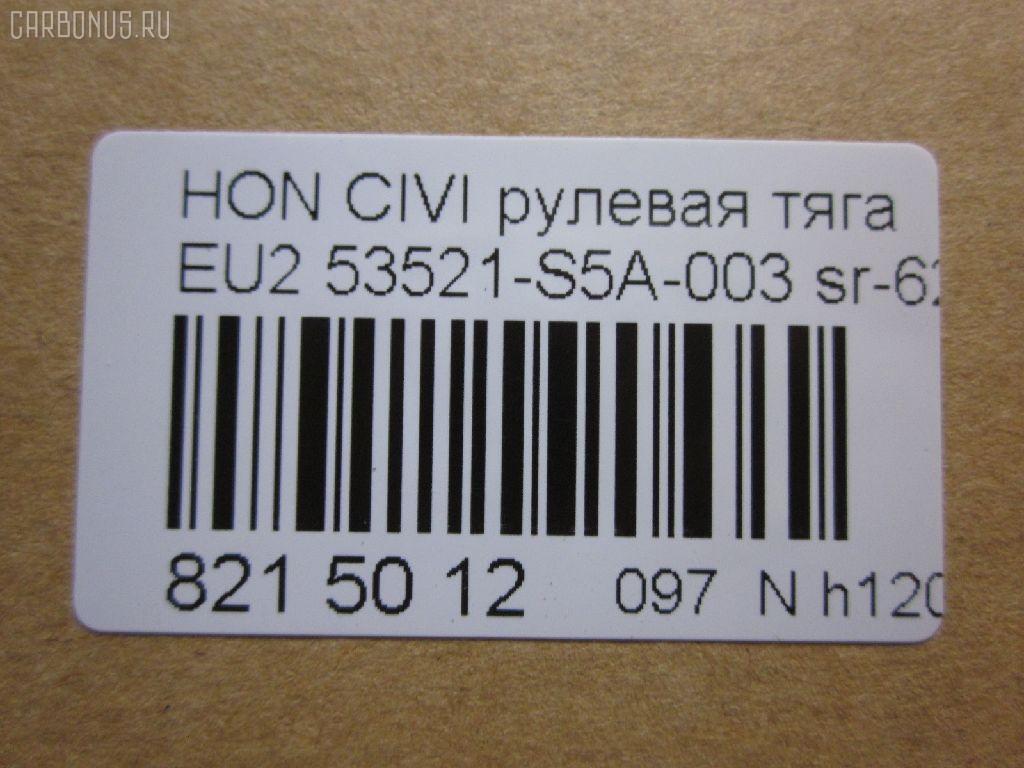 CARBONUS.RU
HON CIVI рулевая тяга
EU2 53521-S5A-003 sr-62
821 50 12 097 N h120